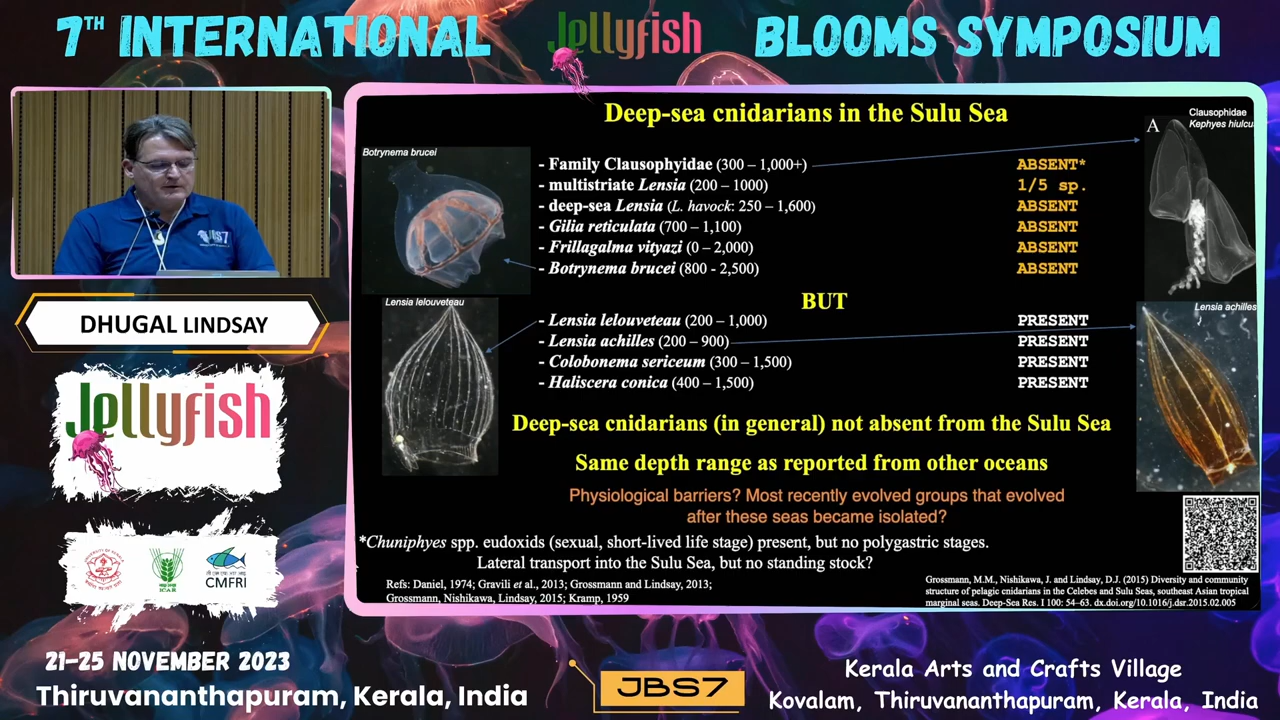 7TH INTERNATIONAL Jellyfish BLOOMS SYMPOSIUM
DHUGAL LINDSAY
Jellyfish
ICAR
CMFRI
Deep-sea cnidarians in the Sulu Sea
Botrynema brucei
A
Clausophidae
Kephyes hiulcu
- Family Clausophyidae (300 – 1,000+) ABSENT*
- multistriate Lensia (200 – 1000) 1/5 sp.
- deep-sea Lensia (L. havock: 250 – 1,600) ABSENT
- Gilia reticulata (700 – 1,100) ABSENT
- Frillagalma vityazi (0 – 2,000) ABSENT
- Botrynema brucei (800 - 2,500) ABSENT
BUT
Lensia lelouveteau
Lensia achilles
- Lensia lelouveteau (200 – 1,000) PRESENT
- Lensia achilles (200 – 900) PRESENT
- Colobonema sericeum (300 – 1,500) PRESENT
- Haliscera conica (400 – 1,500) PRESENT
Deep-sea cnidarians (in general) not absent from the Sulu Sea
Same depth range as reported from other oceans
Physiological barriers? Most recently evolved groups that evolved
after these seas became isolated?
*Chuniphyes spp. eudoxids (sexual, short-lived life stage) present, but no polygastric stages.
Lateral transport into the Sulu Sea, but no standing stock?
Refs: Daniel, 1974; Gravili et al., 2013; Grossmann and Lindsay, 2013;
Grossmann, Nishikawa, Lindsay, 2015; Kramp, 1959
Grossmann, M.M., Nishikawa, J. and Lindsay, D.J. (2015) Diversity and community
structure of pelagic cnidarians in the Celebes and Sulu Seas, southeast Asian tropical
marginal seas. Deep-Sea Res. I 100: 54–63. dx.doi.org/10.1016/j.dsr.2015.02.005
21–25 NOVEMBER 2023
Thiruvananthapuram, Kerala, India
JBS7
Kerala Arts and Crafts Village
Kovalam, Thiruvananthapuram, Kerala, India